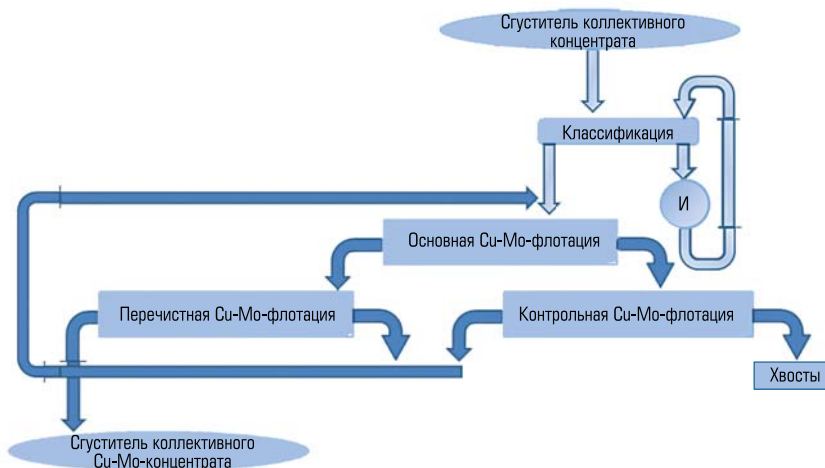 Сгуститель коллективного
концентрата
Классификация
И
Основная Cu-Mo-флотация
Перечистная Cu-Mo-флотация
Контрольная Cu-Mo-флотация
Хвосты
Сгуститель коллективного
Cu-Mo-концентрата